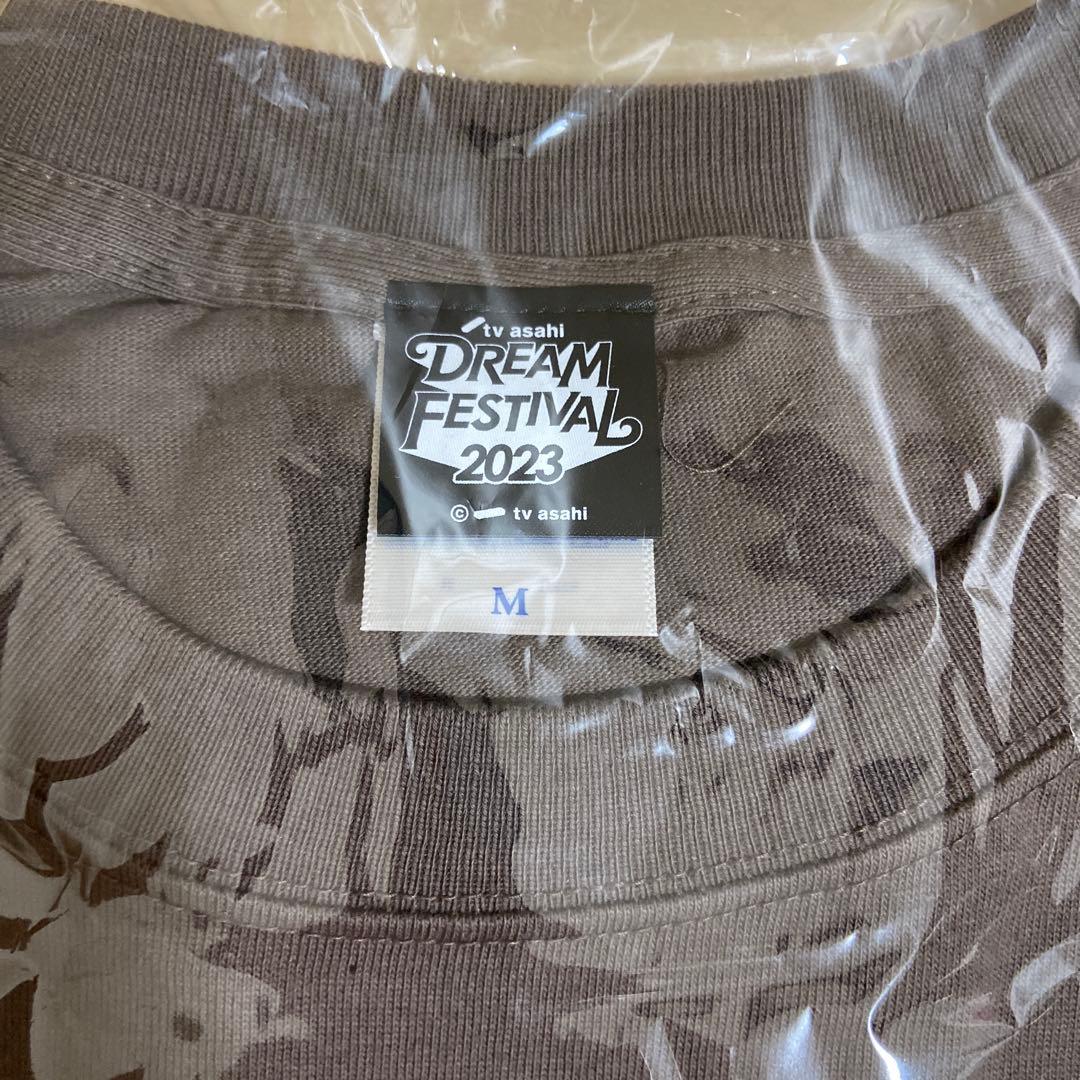 tv asahi
DREAM
FESTIVAL
2023
© tv asahi
M